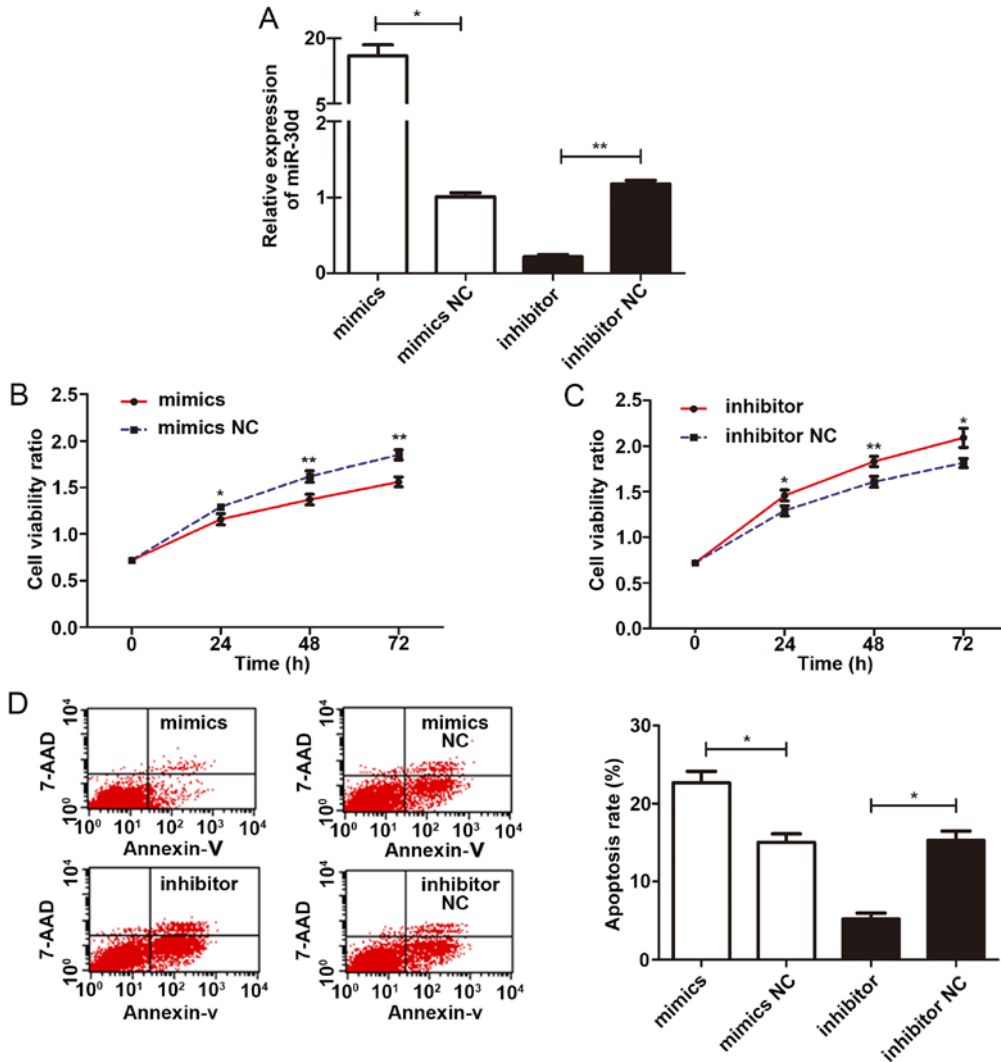 A
Relative expression
of miR-30d
20
5
2
1
0
*
**
mimics
mimics NC
inhibitor
inhibitor NC
B
Cell viability ratio
2.5
2.0
1.5
1.0
0.5
0.0
mimics
mimics NC
*
**
**
0 24 48 72
Time (h)
C
Cell viability ratio
2.5
2.0
1.5
1.0
0.5
0.0
inhibitor
inhibitor NC
*
**
*
0 24 48 72
Time (h)
D
7-AAD
10⁴
10⁰
mimics
10⁰ 10¹ 10² 10³ 10⁴
Annexin-V
7-AAD
10⁴
10⁰
mimics
NC
10⁰ 10¹ 10² 10³ 10⁴
Annexin-V
7-AAD
10⁴
10⁰
inhibitor
10⁰ 10¹ 10² 10³ 10⁴
Annexin-v
7-AAD
10⁴
10⁰
inhibitor
NC
10⁰ 10¹ 10² 10³ 10⁴
Annexin-v
Apoptosis rate (%)
30
20
10
0
*
*
mimics
mimics NC
inhibitor
inhibitor NC